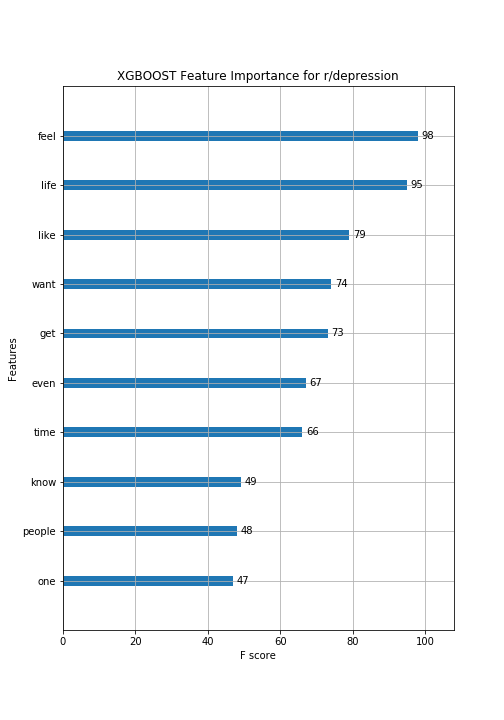 XGBOOST Feature Importance for r/depression
Features
feel 98
life 95
like 79
want 74
get 73
even 67
time 66
know 49
people 48
one 47
0 20 40 60 80 100
F score